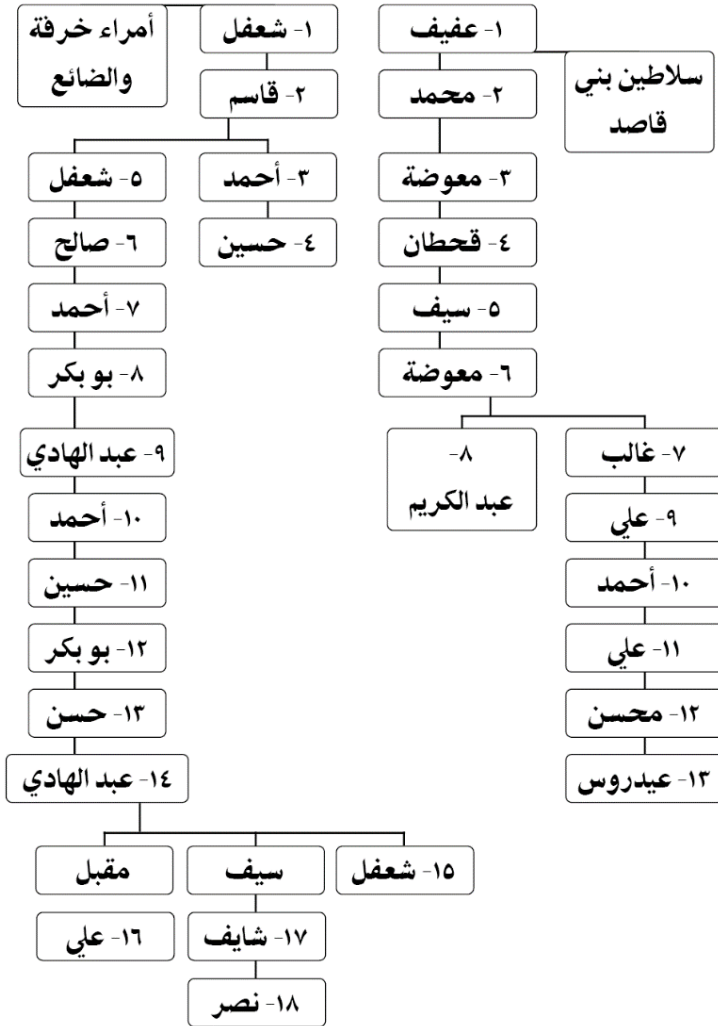 سلاطين بني
قاصد
١- عفيف
٢- محمد
٣- معوضة
٤- قحطان
٥- سيف
٦- معوضة
٧- غالب
٨-
عبد الكريم
٩- علي
١٠- أحمد
١١- علي
١٢- محسن
١٣- عيدروس
أمراء خرفة
والضائع
١- شعفل
٢- قاسم
٣- أحمد
٤- حسين
٥- شعفل
٦- صالح
٧- أحمد
٨- بو بكر
٩- عبد الهادي
١٠- أحمد
١١- حسين
١٢- بو بكر
١٣- حسن
١٤- عبد الهادي
١٥- شعفل
سيف
مقبل
١٦- علي
١٧- شايف
١٨- نصر